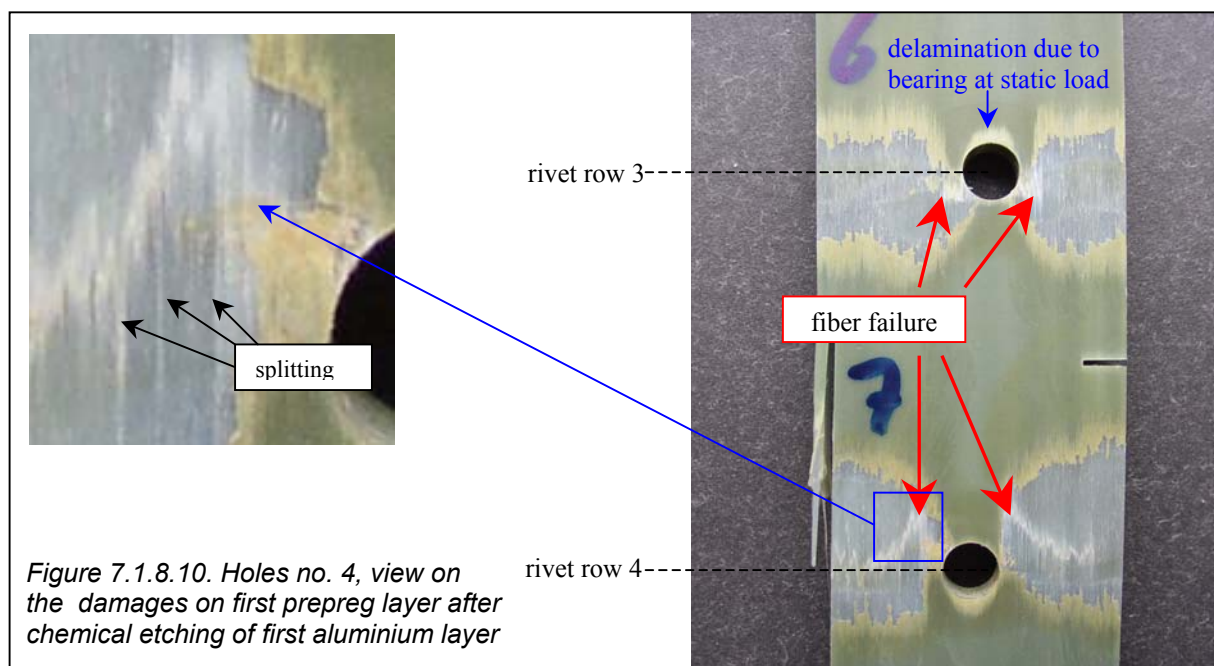 6
delamination due to
bearing at static load
rivet row 3
fiber failure
splitting
7
rivet row 4
Figure 7.1.8.10. Holes no. 4, view on
the damages on first prepreg layer after
chemical etching of first aluminium layer